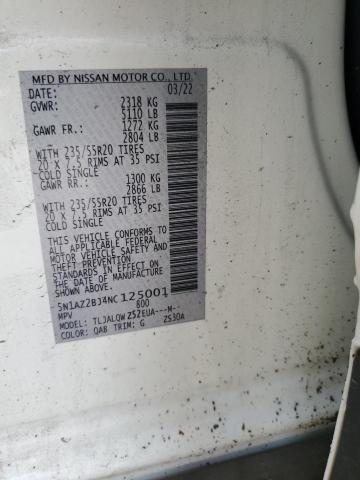 MFD BY NISSAN MOTOR CO., LTD.
DATE: 03/22
GVWR: 2318 KG
5110 LB
GAWR FR.: 1272 KG
2804 LB
WITH 235/55R20 TIRES
20 X 7.5 RIMS AT 35 PSI
COLD SINGLE
GAWR RR.: 1300 KG
2866 LB
WITH 235/55R20 TIRES
20 X 7.5 RIMS AT 35 PSI
COLD SINGLE
THIS VEHICLE CONFORMS TO
ALL APPLICABLE FEDERAL
MOTOR VEHICLE SAFETY AND
THEFT PREVENTION
STANDARDS IN EFFECT ON
THE DATE OF MANUFACTURE
SHOWN ABOVE.
5N1AZ2BJ4NC125001
MPV 800
MODEL: TLJALQWZS2EUA---M--
COLOR: QAB TRIM: G ZS30A